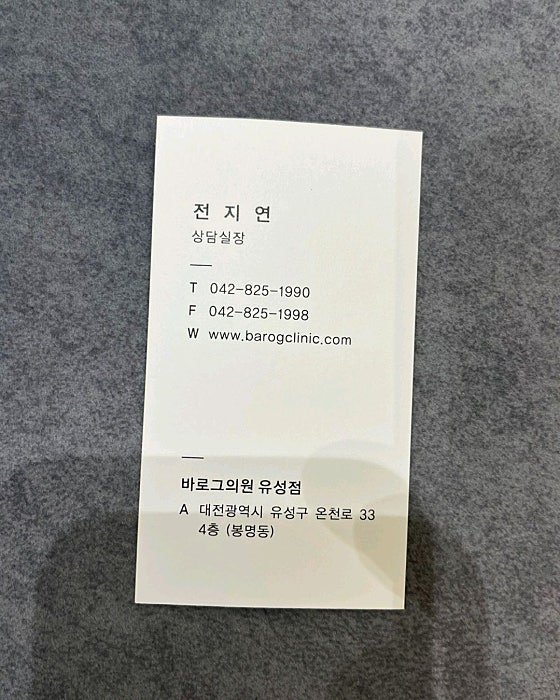 전 지 연
상담실장
T 042-825-1990
F 042-825-1998
W www.barogclinic.com
바로그의원 유성점
A 대전광역시 유성구 온천로 33
4층 (봉명동)